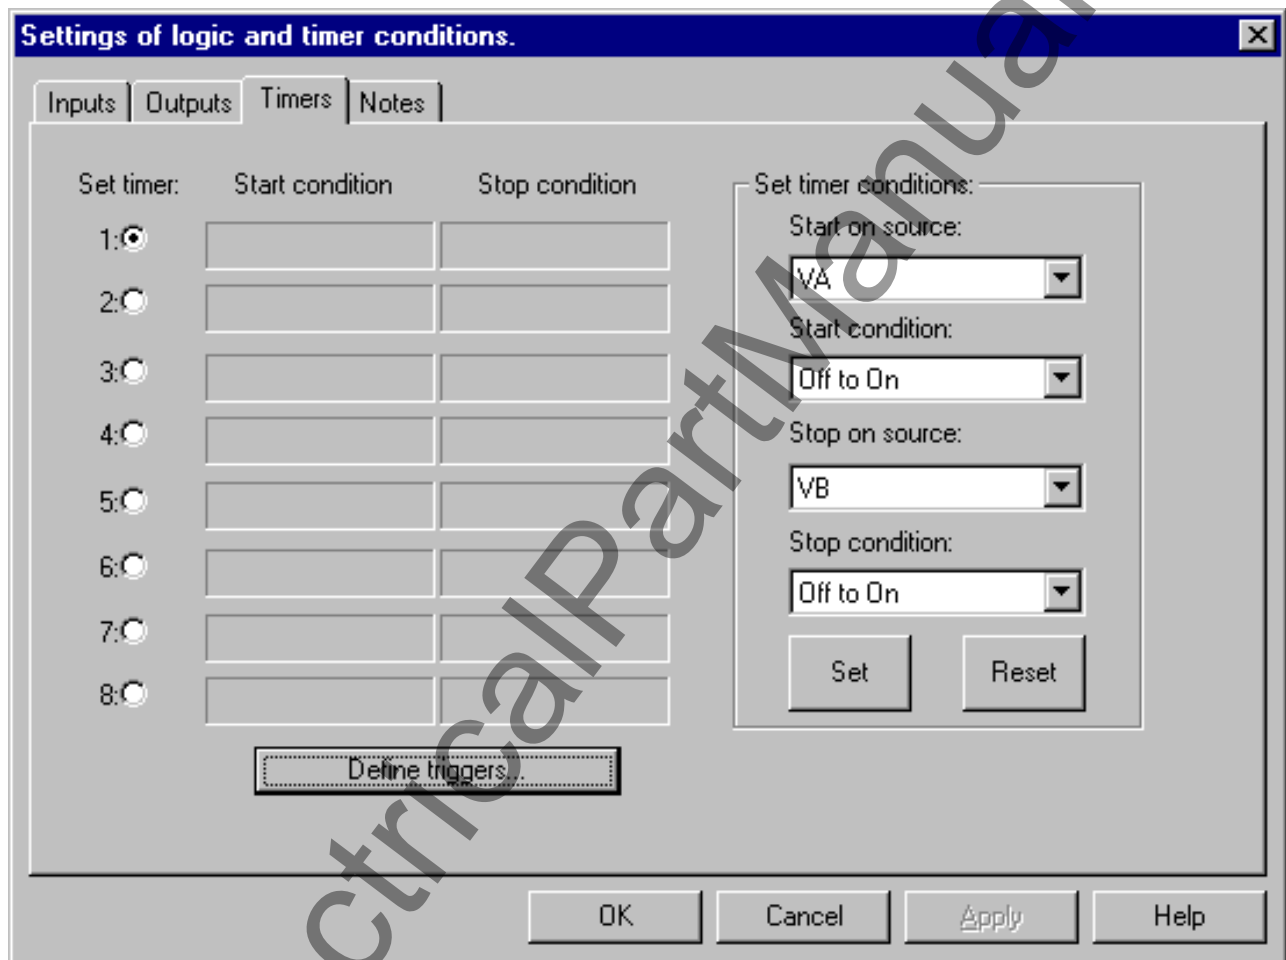 Settings of logic and timer conditions.
Inputs Outputs Timers Notes
Set timer: Start condition Stop condition
1:
2:
3:
4:
5:
6:
7:
8:
Define triggers...
Set timer conditions:
Start on source:
VA
Start condition:
Off to On
Stop on source:
VB
Stop condition:
Off to On
Set Reset
OK Cancel Apply Help
ctricalPartManua